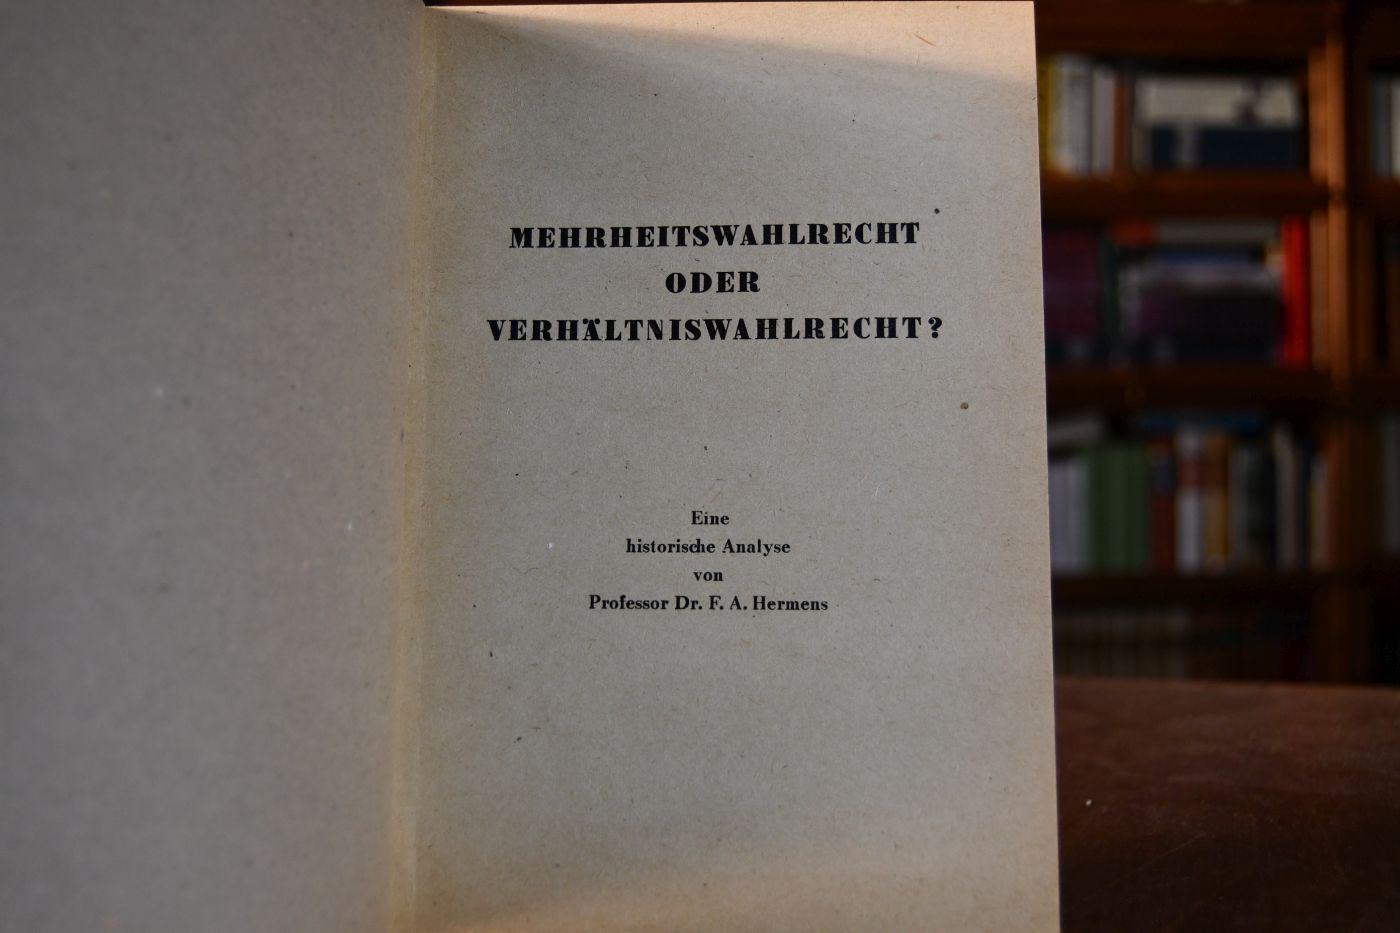 MEHRHEITSWAHLRECHT
ODER
VERHÄLTNISWAHLRECHT?
Eine
historische Analyse
von
Professor Dr. F. A. Hermens